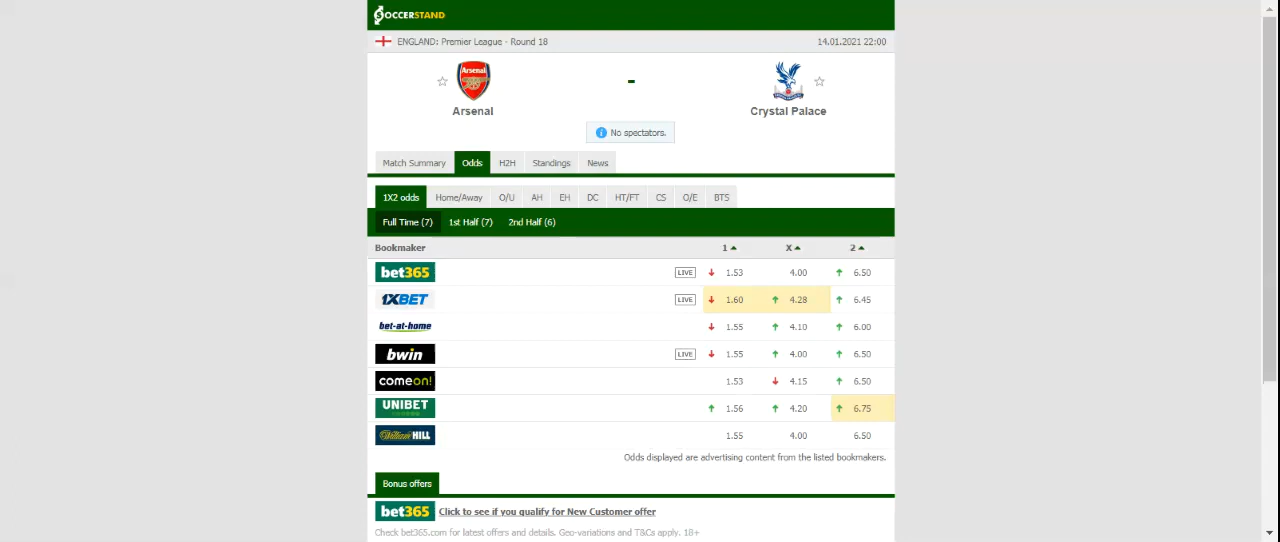 SOCCERSTAND
ENGLAND: Premier League - Round 18 14.01.2021 22:00
Arsenal
-
Arsenal Crystal Palace
No spectators.
Match Summary Odds H2H Standings News
1X2 odds Home/Away O/U AH EH DC HT/FT CS O/E BTS
Full Time (7) 1st Half (7) 2nd Half (6)
Bookmaker 1 X 2
bet365 LIVE 1.53 4.00 6.50
1XBET LIVE 1.60 4.28 6.45
bet-at-home 1.55 4.10 6.00
bwin LIVE 1.55 4.00 6.50
comeon! 1.53 4.15 6.50
UNIBET 1.56 4.20 6.75
William HILL 1.55 4.00 6.50
Odds displayed are advertising content from the listed bookmakers.
Bonus offers
bet365 Click to see if you qualify for New Customer offer
Check bet365.com for latest offers and details. Geo-variations and T&Cs apply. 18+